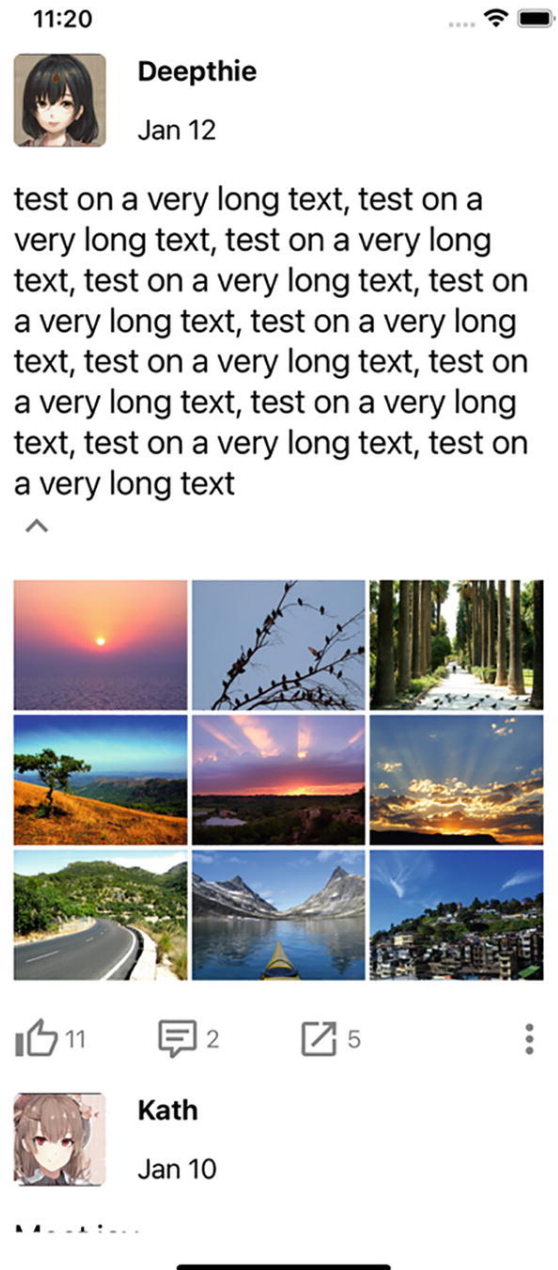 11:20
Deepthie
Jan 12
test on a very long text, test on a
very long text, test on a very long
text, test on a very long text, test on
a very long text, test on a very long
text, test on a very long text, test on
a very long text, test on a very long
text, test on a very long text, test on
a very long text
11
2
5
Kath
Jan 10